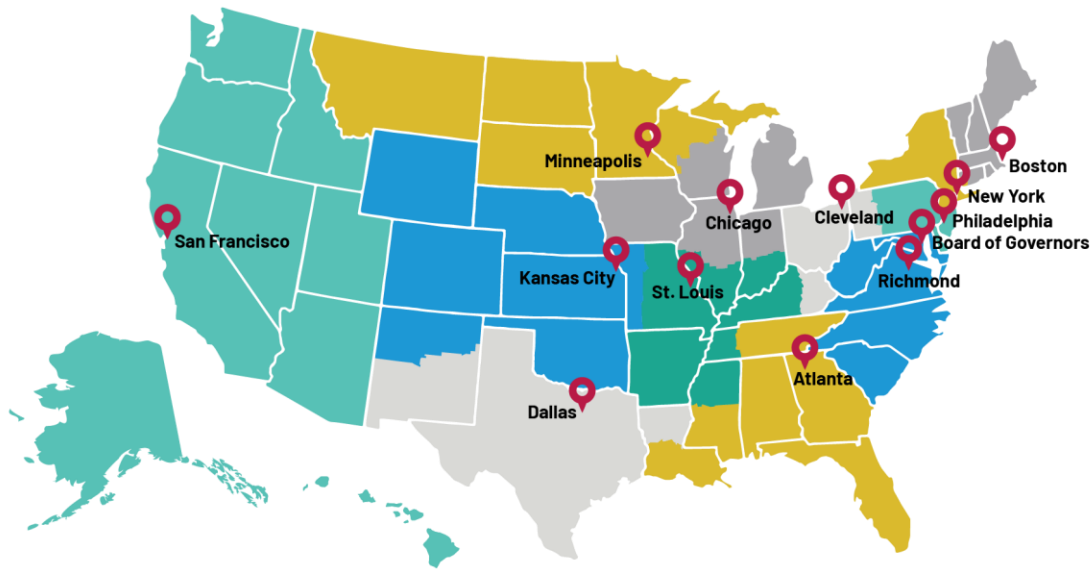 Minneapolis
Boston
New York
Chicago
Cleveland
Philadelphia
San Francisco
Board of Governors
Kansas City
Richmond
St. Louis
Atlanta
Dallas